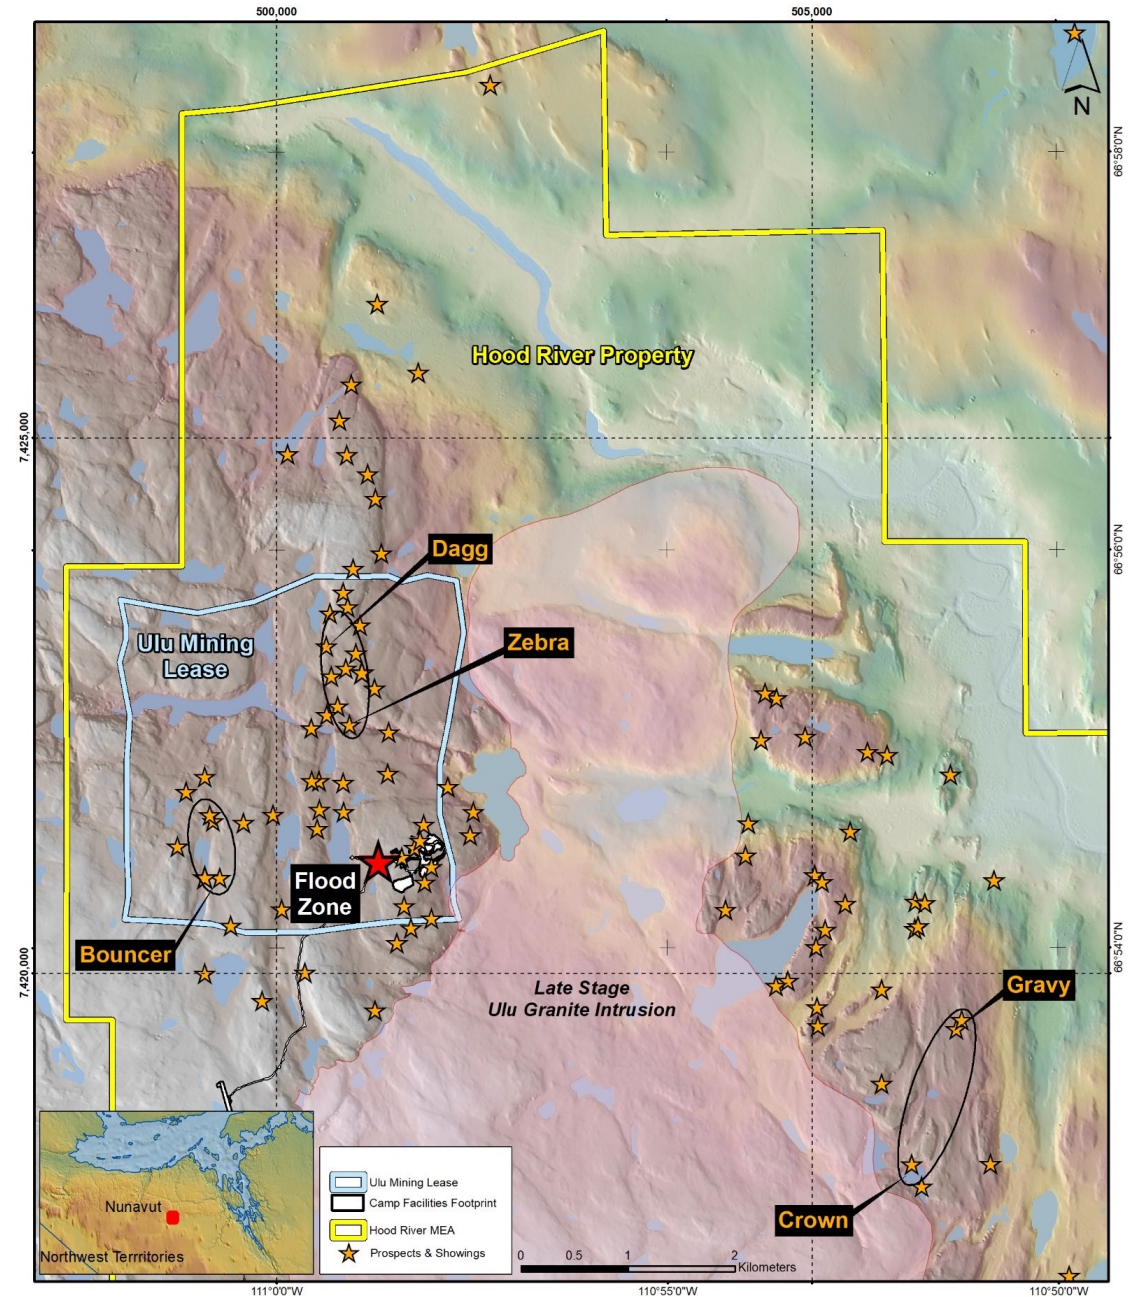 500,000
505,000
N
66°58'0"N
Hood River Property
7,425,000
66°56'0"N
Dagg
Zebra
Ulu Mining
Lease
Flood
Zone
Bouncer
66°54'0"N
7,420,000
Late Stage
Ulu Granite Intrusion
Gravy
Crown
Nunavut
Northwest Terrritories
Ulu Mining Lease
Camp Facilities Footprint
Hood River MEA
Prospects & Showings
0 0.5 1 2
Kilometers
111°0'0"W
110°55'0"W
110°50'0"W